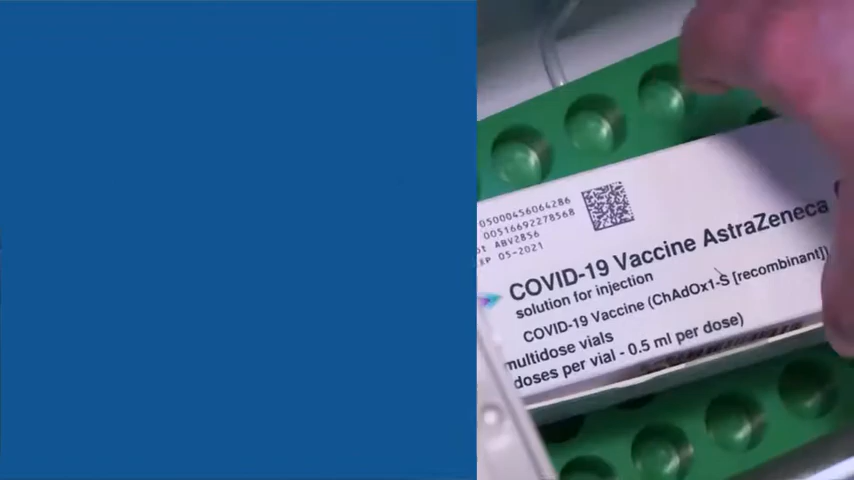 05000456064286
00516692278568
ABV2856
05-2021
COVID-19 Vaccine AstraZeneca
solution for injection
COVID-19 Vaccine (ChAdOx1-S [recombinant])
multidose vials
doses per vial - 0.5 ml per dose)